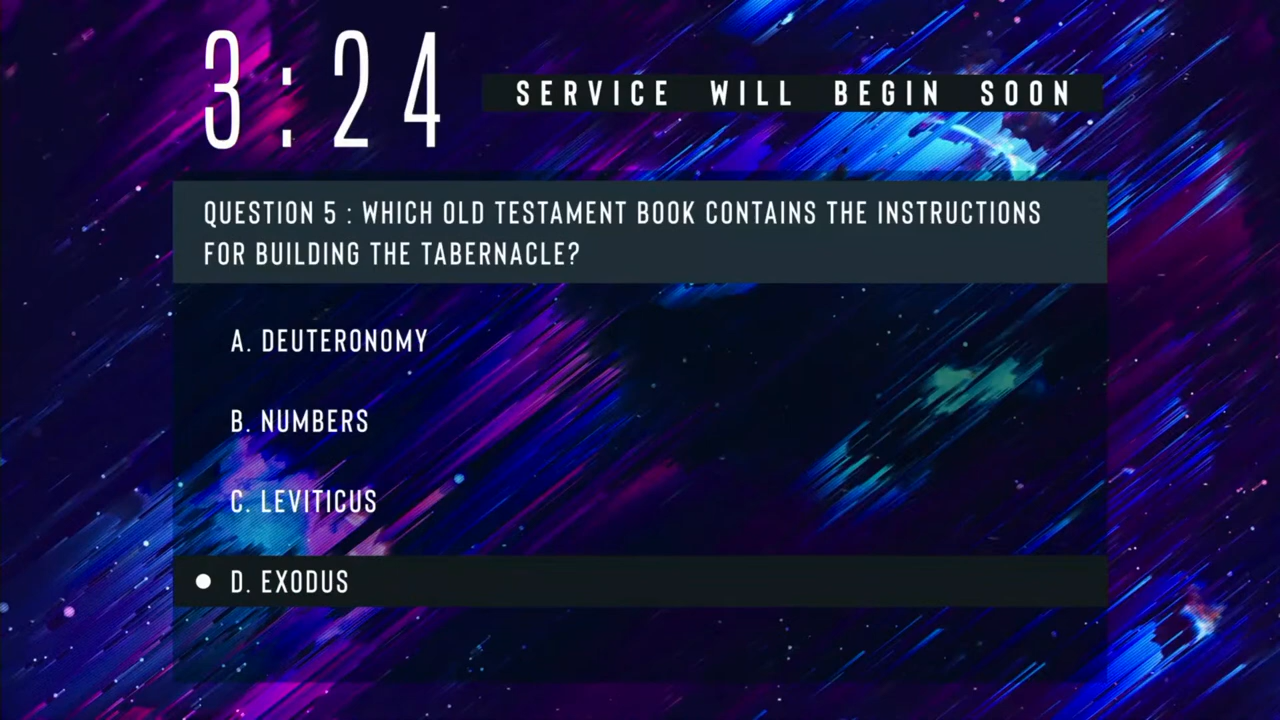 3:24
SERVICE WILL BEGIN SOON
QUESTION 5 : WHICH OLD TESTAMENT BOOK CONTAINS THE INSTRUCTIONS
FOR BUILDING THE TABERNACLE?
A. DEUTERONOMY
B. NUMBERS
C. LEVITICUS
D. EXODUS